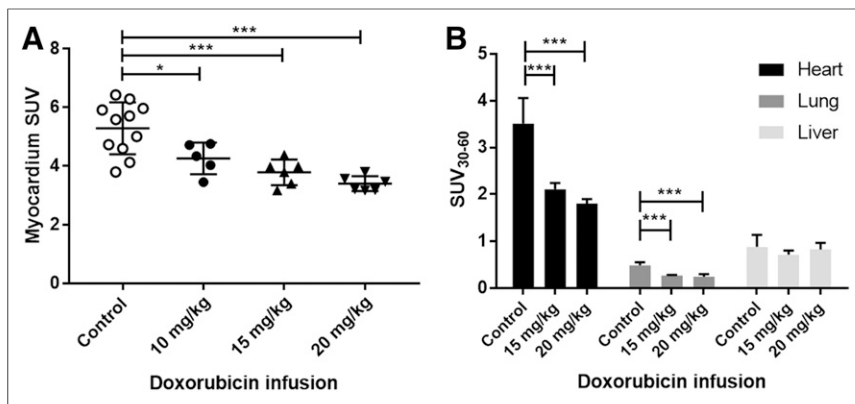 A
***
***
*
8
6
4
2
0
Myocardium SUV
Control
10 mg/kg
15 mg/kg
20 mg/kg
Doxorubicin infusion
B
5
4
3
2
1
0
SUV30-60
***
***
***
***
Heart
Lung
Liver
Control
15 mg/kg
20 mg/kg
Control
15 mg/kg
20 mg/kg
Control
15 mg/kg
20 mg/kg
Doxorubicin infusion